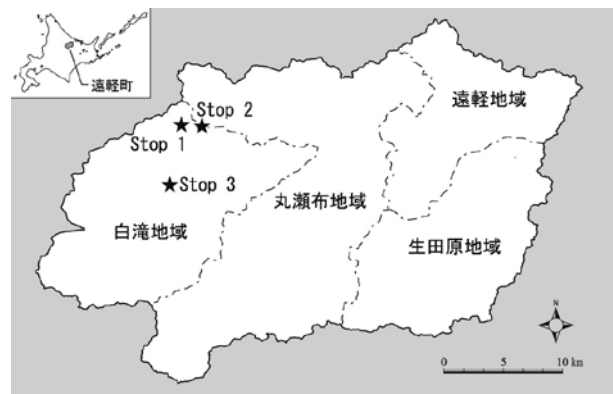 遠軽町
Stop 2
Stop 1
遠軽地域
Stop 3
丸瀬布地域
白滝地域
生田原地域
N
0 5 10 km